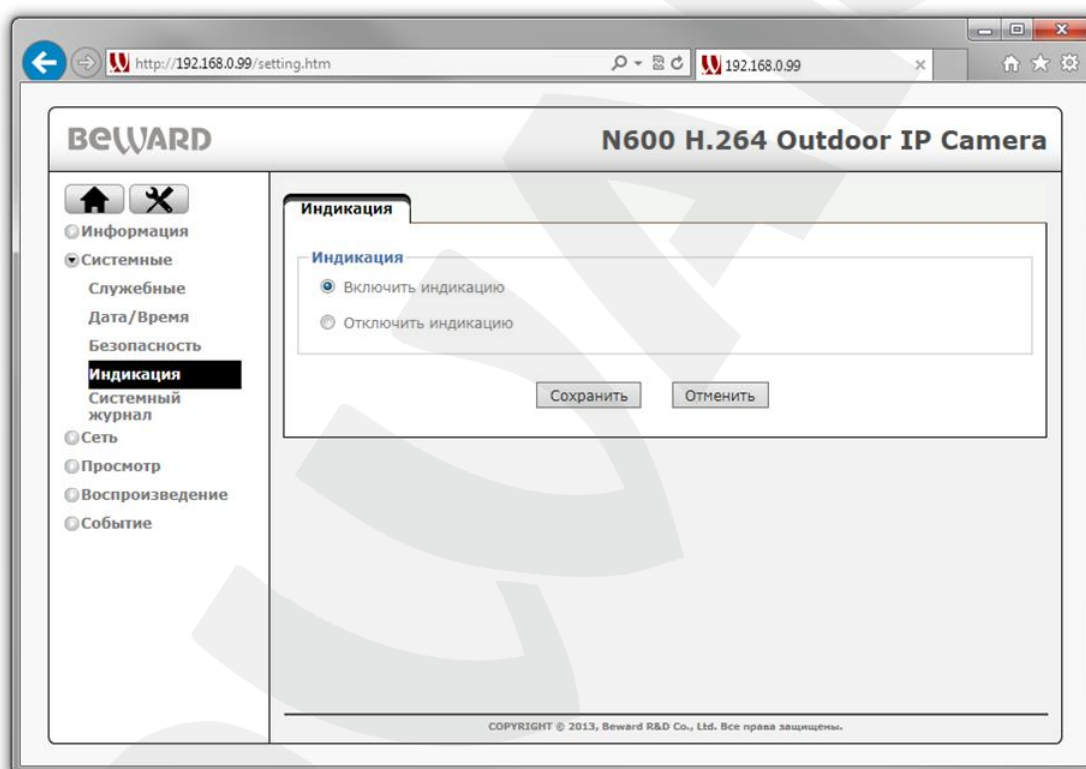 http://192.168.0.99/setting.htm
192.168.0.99
BEWARD
N600 H.264 Outdoor IP Camera
Информация
Системные
Служебные
Дата/Время
Безопасность
Индикация
Системный
журнал
Сеть
Просмотр
Воспроизведение
Событие
Индикация
Индикация
Включить индикацию
Отключить индикацию
Сохранить
Отменить
COPYRIGHT © 2013, Beward R&D Co., Ltd. Все права защищены.